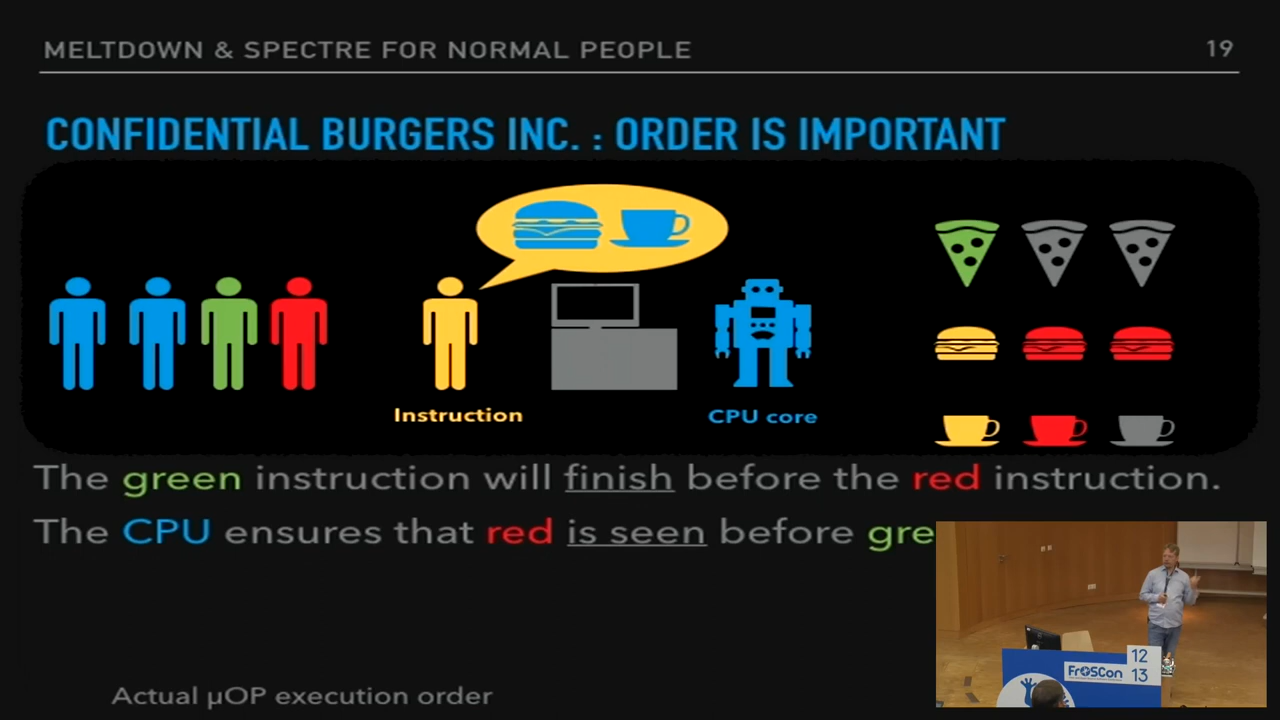 MELTDOWN & SPECTRE FOR NORMAL PEOPLE
19
CONFIDENTIAL BURGERS INC. : ORDER IS IMPORTANT
Instruction
CPU core
The green instruction will finish before the red instruction.
The CPU ensures that red is seen before gre
12
FrOSCon
13
Actual μOP execution order